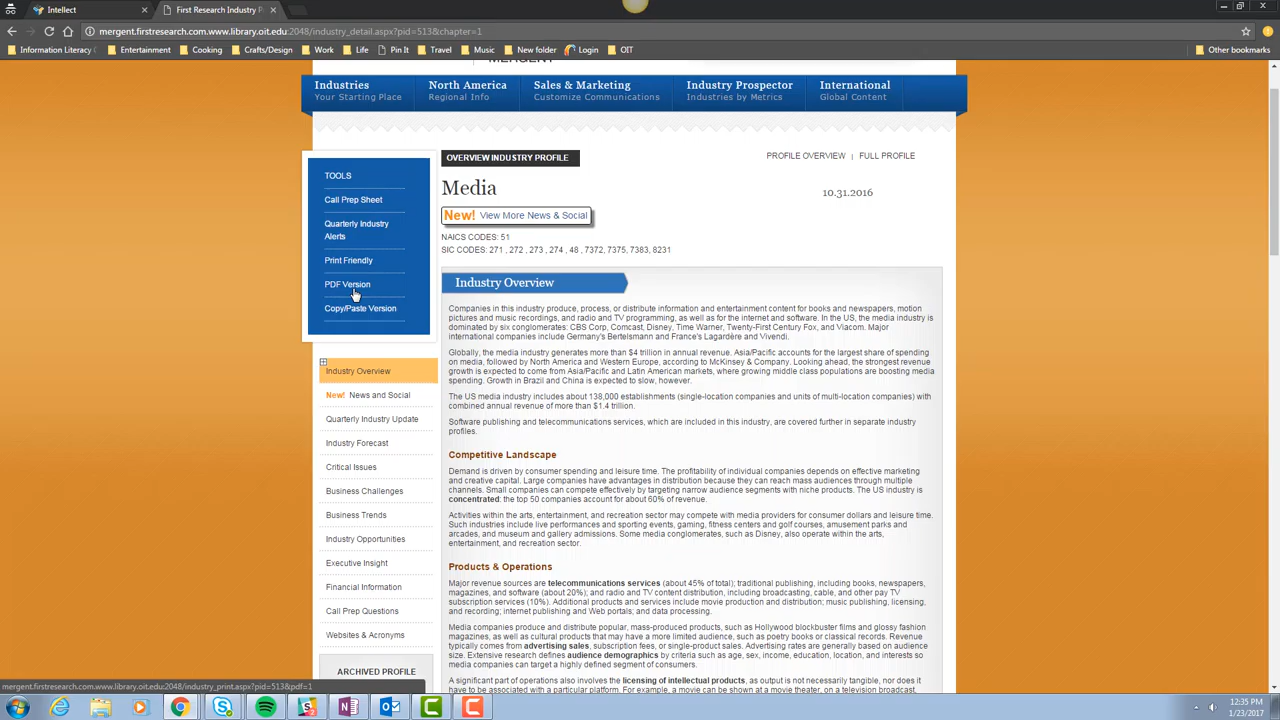 Intellect
First Research Industry P
mergent.firstresearch.com.www.library.oit.edu:2048/industry_detail.aspx?pid=513&chapter=1
Information Literacy
Entertainment
Cooking
Crafts/Design
Work
Life
Pin It
Travel
Music
New folder
Login
OIT
Other bookmarks
Industries
Your Starting Place
North America
Regional Info
Sales & Marketing
Customize Communications
Industry Prospector
Industries by Metrics
International
Global Content
TOOLS
Call Prep Sheet
Quarterly Industry
Alerts
Print Friendly
PDF Version
Copy/Paste Version
Industry Overview
New! News and Social
Quarterly Industry Update
Industry Forecast
Critical Issues
Business Challenges
Business Trends
Industry Opportunities
Executive Insight
Financial Information
Call Prep Questions
Websites & Acronyms
ARCHIVED PROFILE
OVERVIEW INDUSTRY PROFILE
PROFILE OVERVIEW | FULL PROFILE
Media
10.31.2016
New! View More News & Social
NAICS CODES: 51
SIC CODES: 271 , 272 , 273 , 274 , 48 , 7372, 7375, 7383, 8231
Industry Overview
Companies in this industry produce, process, or distribute information and entertainment content for books and newspapers, motion
pictures and music recordings, and radio and TV programming, as well as for the internet and software. In the US, the media industry is
dominated by six conglomerates: CBS Corp, Comcast, Disney, Time Warner, Twenty-First Century Fox, and Viacom. Major
international companies include Germany's Bertelsmann and France's Lagardère and Vivendi.
Globally, the media industry generates more than $4 trillion in annual revenue. Asia/Pacific accounts for the largest share of spending
on media, followed by North America and Western Europe, according to McKinsey & Company. Looking ahead, the strongest revenue
growth is expected to come from Asia/Pacific and Latin American markets, where growing middle class populations are boosting media
spending. Growth in Brazil and China is expected to slow, however.
The US media industry includes about 138,000 establishments (single-location companies and units of multi-location companies) with
combined annual revenue of more than $1.4 trillion.
Software publishing and telecommunications services, which are included in this industry, are covered further in separate industry
profiles.
Competitive Landscape
Demand is driven by consumer spending and leisure time. The profitability of individual companies depends on effective marketing
and creative capital. Large companies have advantages in distribution because they can reach mass audiences through multiple
channels. Small companies can compete effectively by targeting narrow audience segments with niche products. The US industry is
concentrated: the top 50 companies account for about 60% of revenue.
Activities within the arts, entertainment, and recreation sector may compete with media providers for consumer dollars and leisure time.
Such industries include live performances and sporting events, gaming, fitness centers and golf courses, amusement parks and
arcades, and museum and gallery admissions. Some media conglomerates, such as Disney, also operate within the arts,
entertainment, and recreation sector.
Products & Operations
Major revenue sources are telecommunications services (about 45% of total); traditional publishing, including books, newspapers,
magazines, and software (about 20%); and radio and TV content distribution, including broadcasting, cable, and other pay TV
subscription services (10%). Additional products and services include movie production and distribution; music publishing, licensing,
and recording; internet publishing and Web portals; and data processing.
Media companies produce and distribute popular, mass-produced products, such as Hollywood blockbuster films and glossy fashion
magazines, as well as cultural products that may have a more limited audience, such as poetry books or classical records. Revenue
typically comes from advertising sales, subscription fees, or single-product sales. Advertising rates are generally based on audience
size. Extensive research defines audience demographics by criteria such as age, sex, income, education, location, and interests so
media companies can target a highly defined segment of consumers.
A significant part of operations also involves the licensing of intellectual products, as output is not necessarily tangible, nor does it
have to be associated with a particular platform. For example, a movie can be shown at a movie theater, on a television broadcast,
mergent.firstresearch.com.www.library.oit.edu:2048/industry_print.aspx?pid=513&pdf=1
12:35 PM
1/23/2017